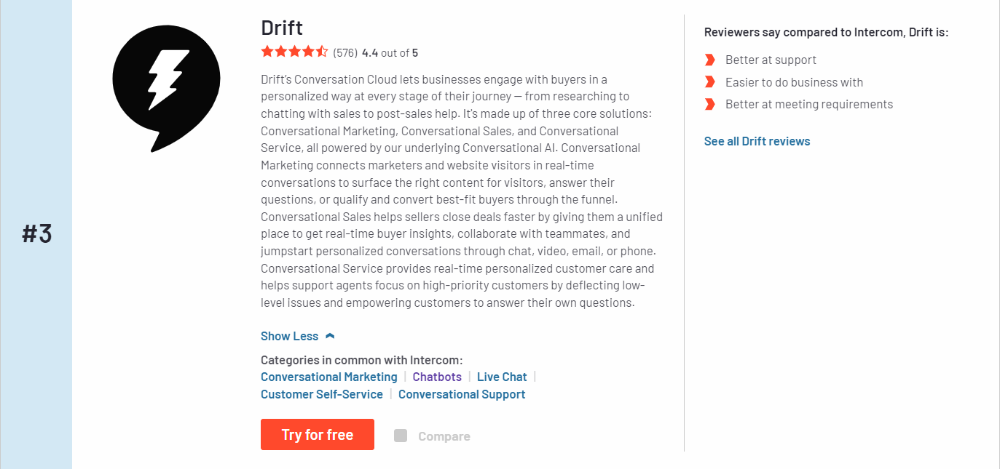 #3
Drift
(576) 4.4 out of 5
Drift's Conversation Cloud lets businesses engage with buyers in a
personalized way at every stage of their journey — from researching to
chatting with sales to post-sales help. It's made up of three core solutions:
Conversational Marketing, Conversational Sales, and Conversational
Service, all powered by our underlying Conversational AI. Conversational
Marketing connects marketers and website visitors in real-time
conversations to surface the right content for visitors, answer their
questions, or qualify and convert best-fit buyers through the funnel.
Conversational Sales helps sellers close deals faster by giving them a unified
place to get real-time buyer insights, collaborate with teammates, and
jumpstart personalized conversations through chat, video, email, or phone.
Conversational Service provides real-time personalized customer care and
helps support agents focus on high-priority customers by deflecting low-
level issues and empowering customers to answer their own questions.
Show Less
Categories in common with Intercom:
Conversational Marketing | Chatbots | Live Chat |
Customer Self-Service | Conversational Support
Try for free
Compare
Reviewers say compared to Intercom, Drift is:
Better at support
Easier to do business with
Better at meeting requirements
See all Drift reviews